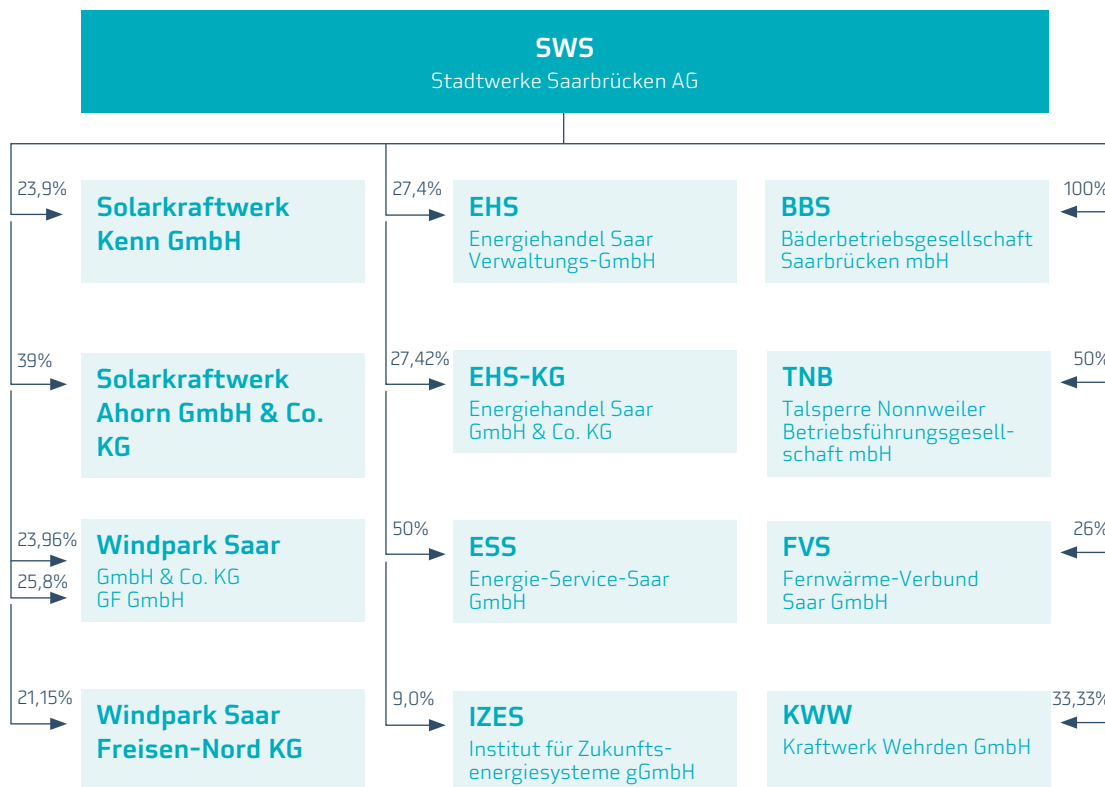 SWS
Stadtwerke Saarbrücken AG
23,9%
Solarkraftwerk
Kenn GmbH
27,4%
EHS
Energiehandel Saar
Verwaltungs-GmbH
BBS
Bäderbetriebsgesellschaft
Saarbrücken mbH
100%
39%
Solarkraftwerk
Ahorn GmbH & Co.
KG
27,42%
EHS-KG
Energiehandel Saar
GmbH & Co. KG
TNB
Talsperre Nonnweiler
Betriebsführungsgesell-
schaft mbH
50%
23,96%
25,8%
Windpark Saar
GmbH & Co. KG
GF GmbH
50%
ESS
Energie-Service-Saar
GmbH
FVS
Fernwärme-Verbund
Saar GmbH
26%
21,15%
Windpark Saar
Freisen-Nord KG
9,0%
IZES
Institut für Zukunfts-
energiesysteme gGmbH
KWW
Kraftwerk Wehrden GmbH
33,33%